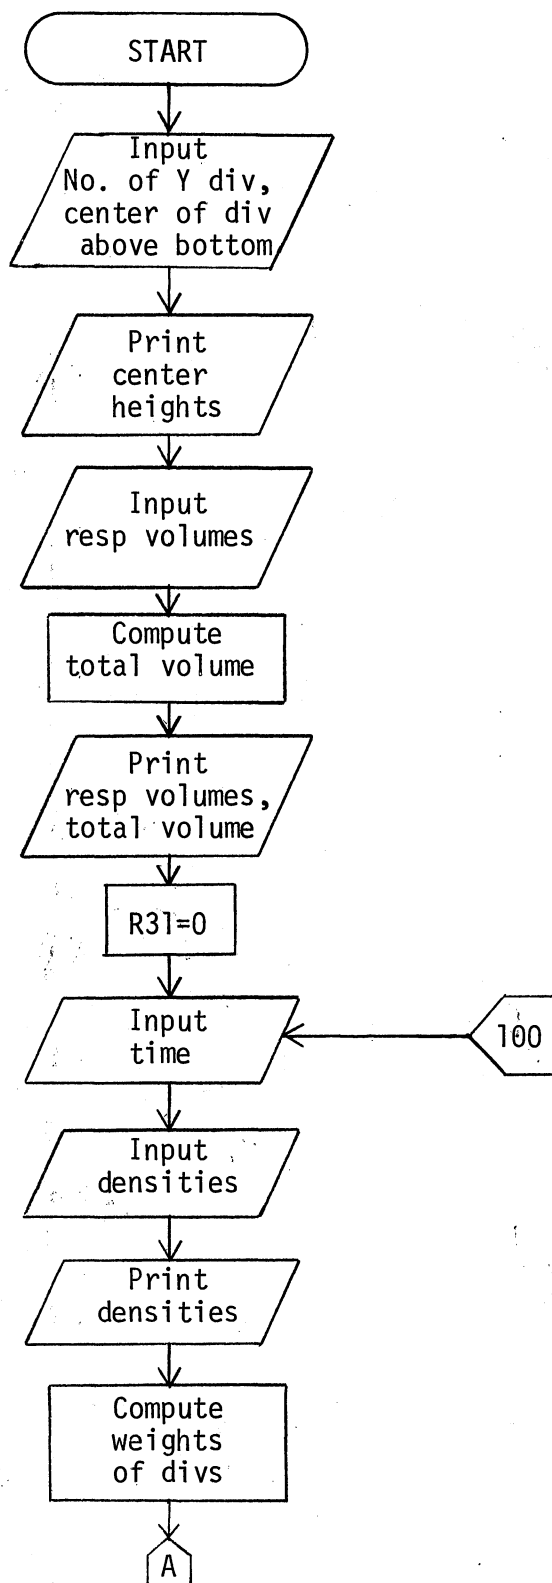 START
Input
No. of Y div,
center of div
above bottom
Print
center
heights
Input
resp volumes
Compute
total volume
Print
resp volumes,
total volume
R31=0
Input
time
100
Input
densities
Print
densities
Compute
weights
of divs
A